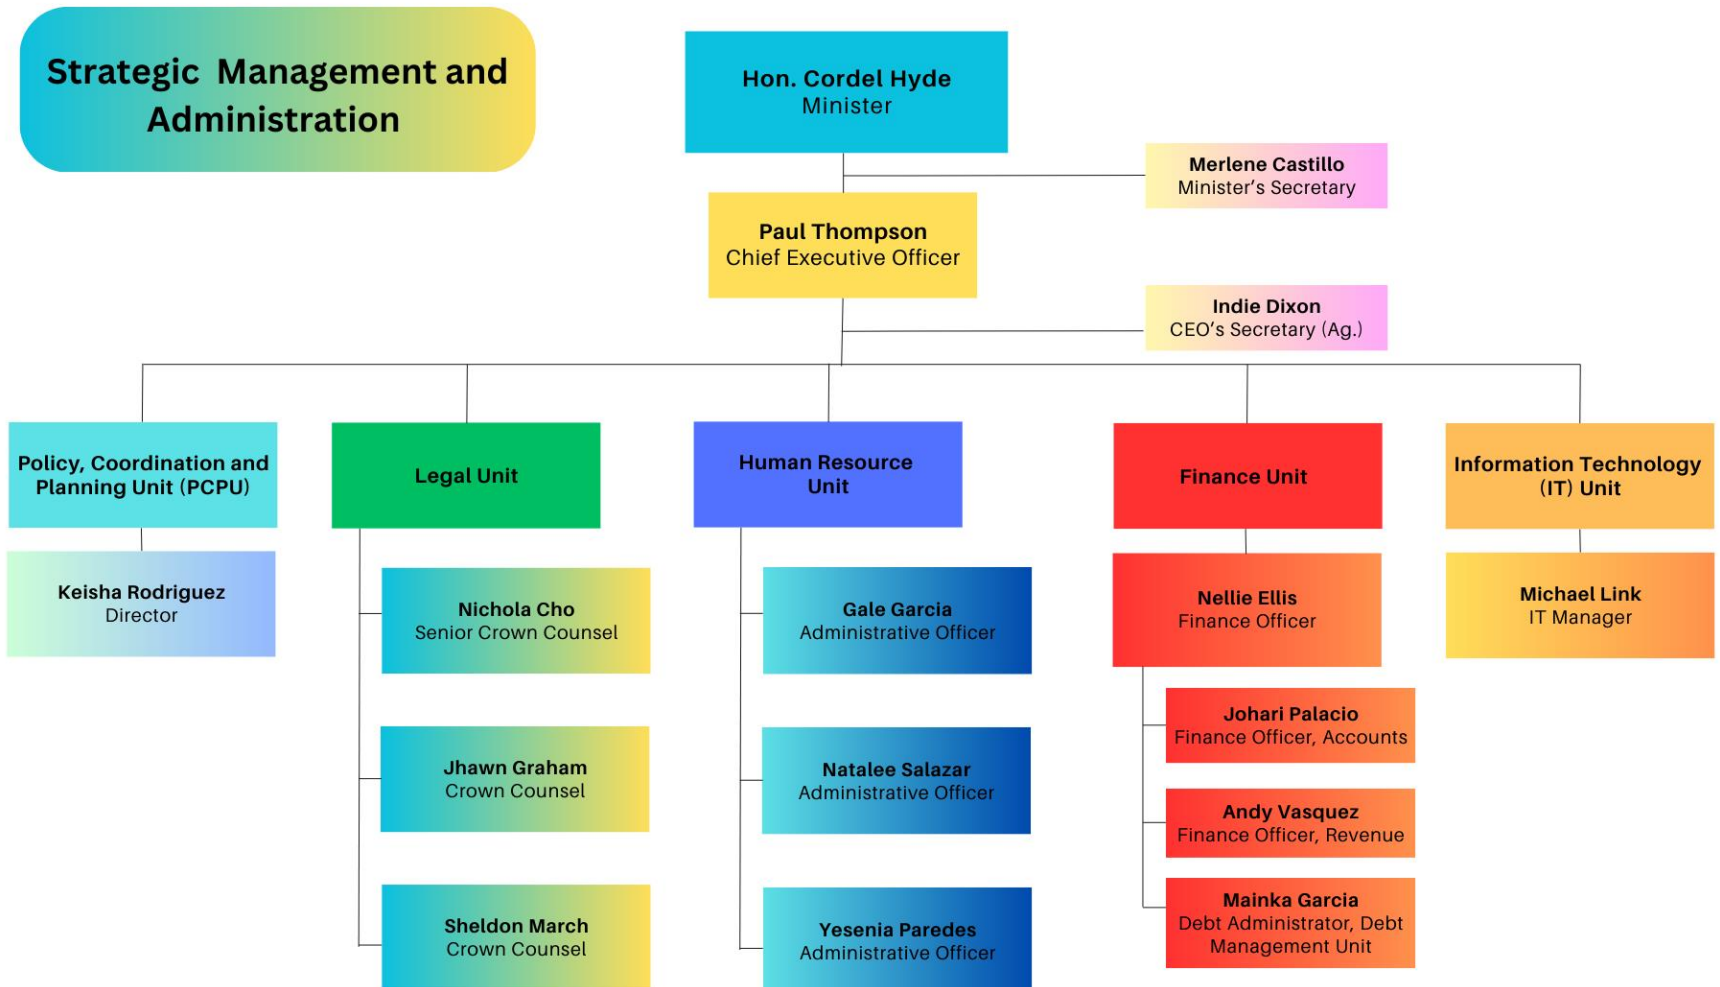 Strategic Management and
Administration
Hon. Cordel Hyde
Minister
Merlene Castillo
Minister's Secretary
Paul Thompson
Chief Executive Officer
Indie Dixon
CEO's Secretary (Ag.)
Policy, Coordination and
Planning Unit (PCPU)
Keisha Rodriguez
Director
Legal Unit
Nichola Cho
Senior Crown Counsel
Jhawn Graham
Crown Counsel
Sheldon March
Crown Counsel
Human Resource
Unit
Gale Garcia
Administrative Officer
Natalee Salazar
Administrative Officer
Yesenia Paredes
Administrative Officer
Finance Unit
Nellie Ellis
Finance Officer
Johari Palacio
Finance Officer, Accounts
Andy Vasquez
Finance Officer, Revenue
Mainka Garcia
Debt Administrator, Debt
Management Unit
Information Technology
(IT) Unit
Michael Link
IT Manager